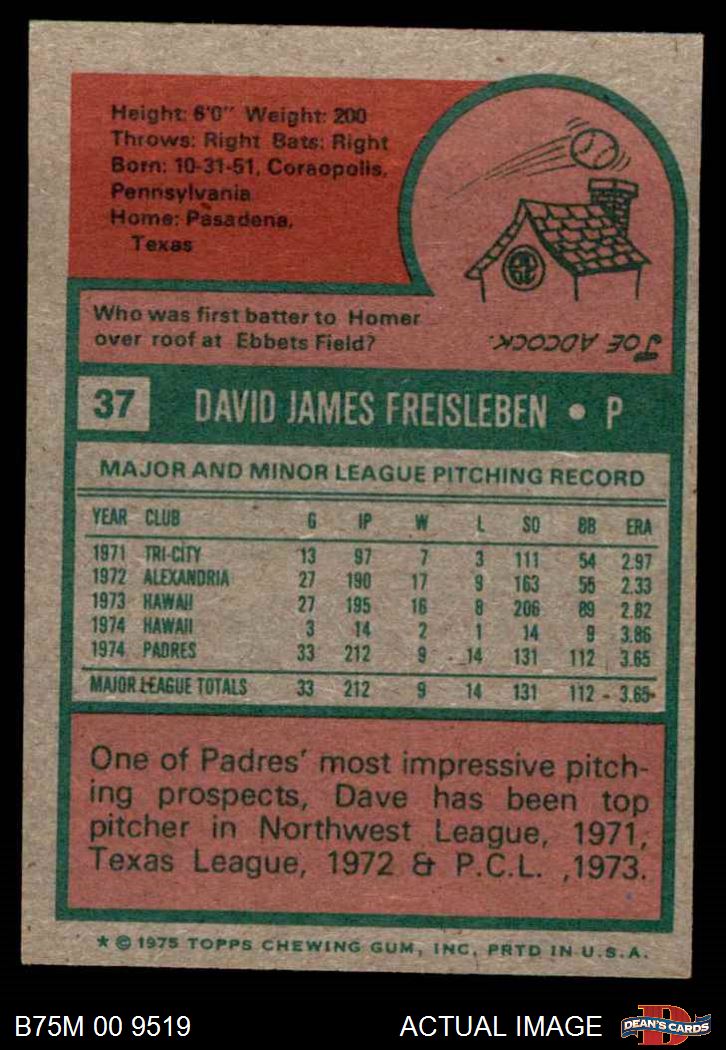 Height: 6'0" Weight: 200
Throws: Right Bats: Right
Born: 10-31-51, Coraopolis,
Pennsylvania
Home: Pasadena,
Texas
Who was first batter to Homer
over roof at Ebbets Field?
JOE ADCOCK.
37 DAVID JAMES FREISLEBEN • P
MAJOR AND MINOR LEAGUE PITCHING RECORD
YEAR CLUB G IP W L SO BB ERA
1971 TRI-CITY 13 97 7 3 111 54 2.97
1972 ALEXANDRIA 27 190 17 9 163 55 2.33
1973 HAWAII 27 195 16 8 206 89 2.82
1974 HAWAII 3 14 2 1 14 9 3.86
1974 PADRES 33 212 9 14 131 112 3.65
MAJOR LEAGUE TOTALS 33 212 9 14 131 112 3.65
One of Padres' most impressive pitch-
ing prospects, Dave has been top
pitcher in Northwest League, 1971,
Texas League, 1972 & P.C.L. ,1973.
* © 1975 TOPPS CHEWING GUM, INC. PRTD IN U.S.A.
B75M 00 9519 ACTUAL IMAGE
DEAN'S CARDS